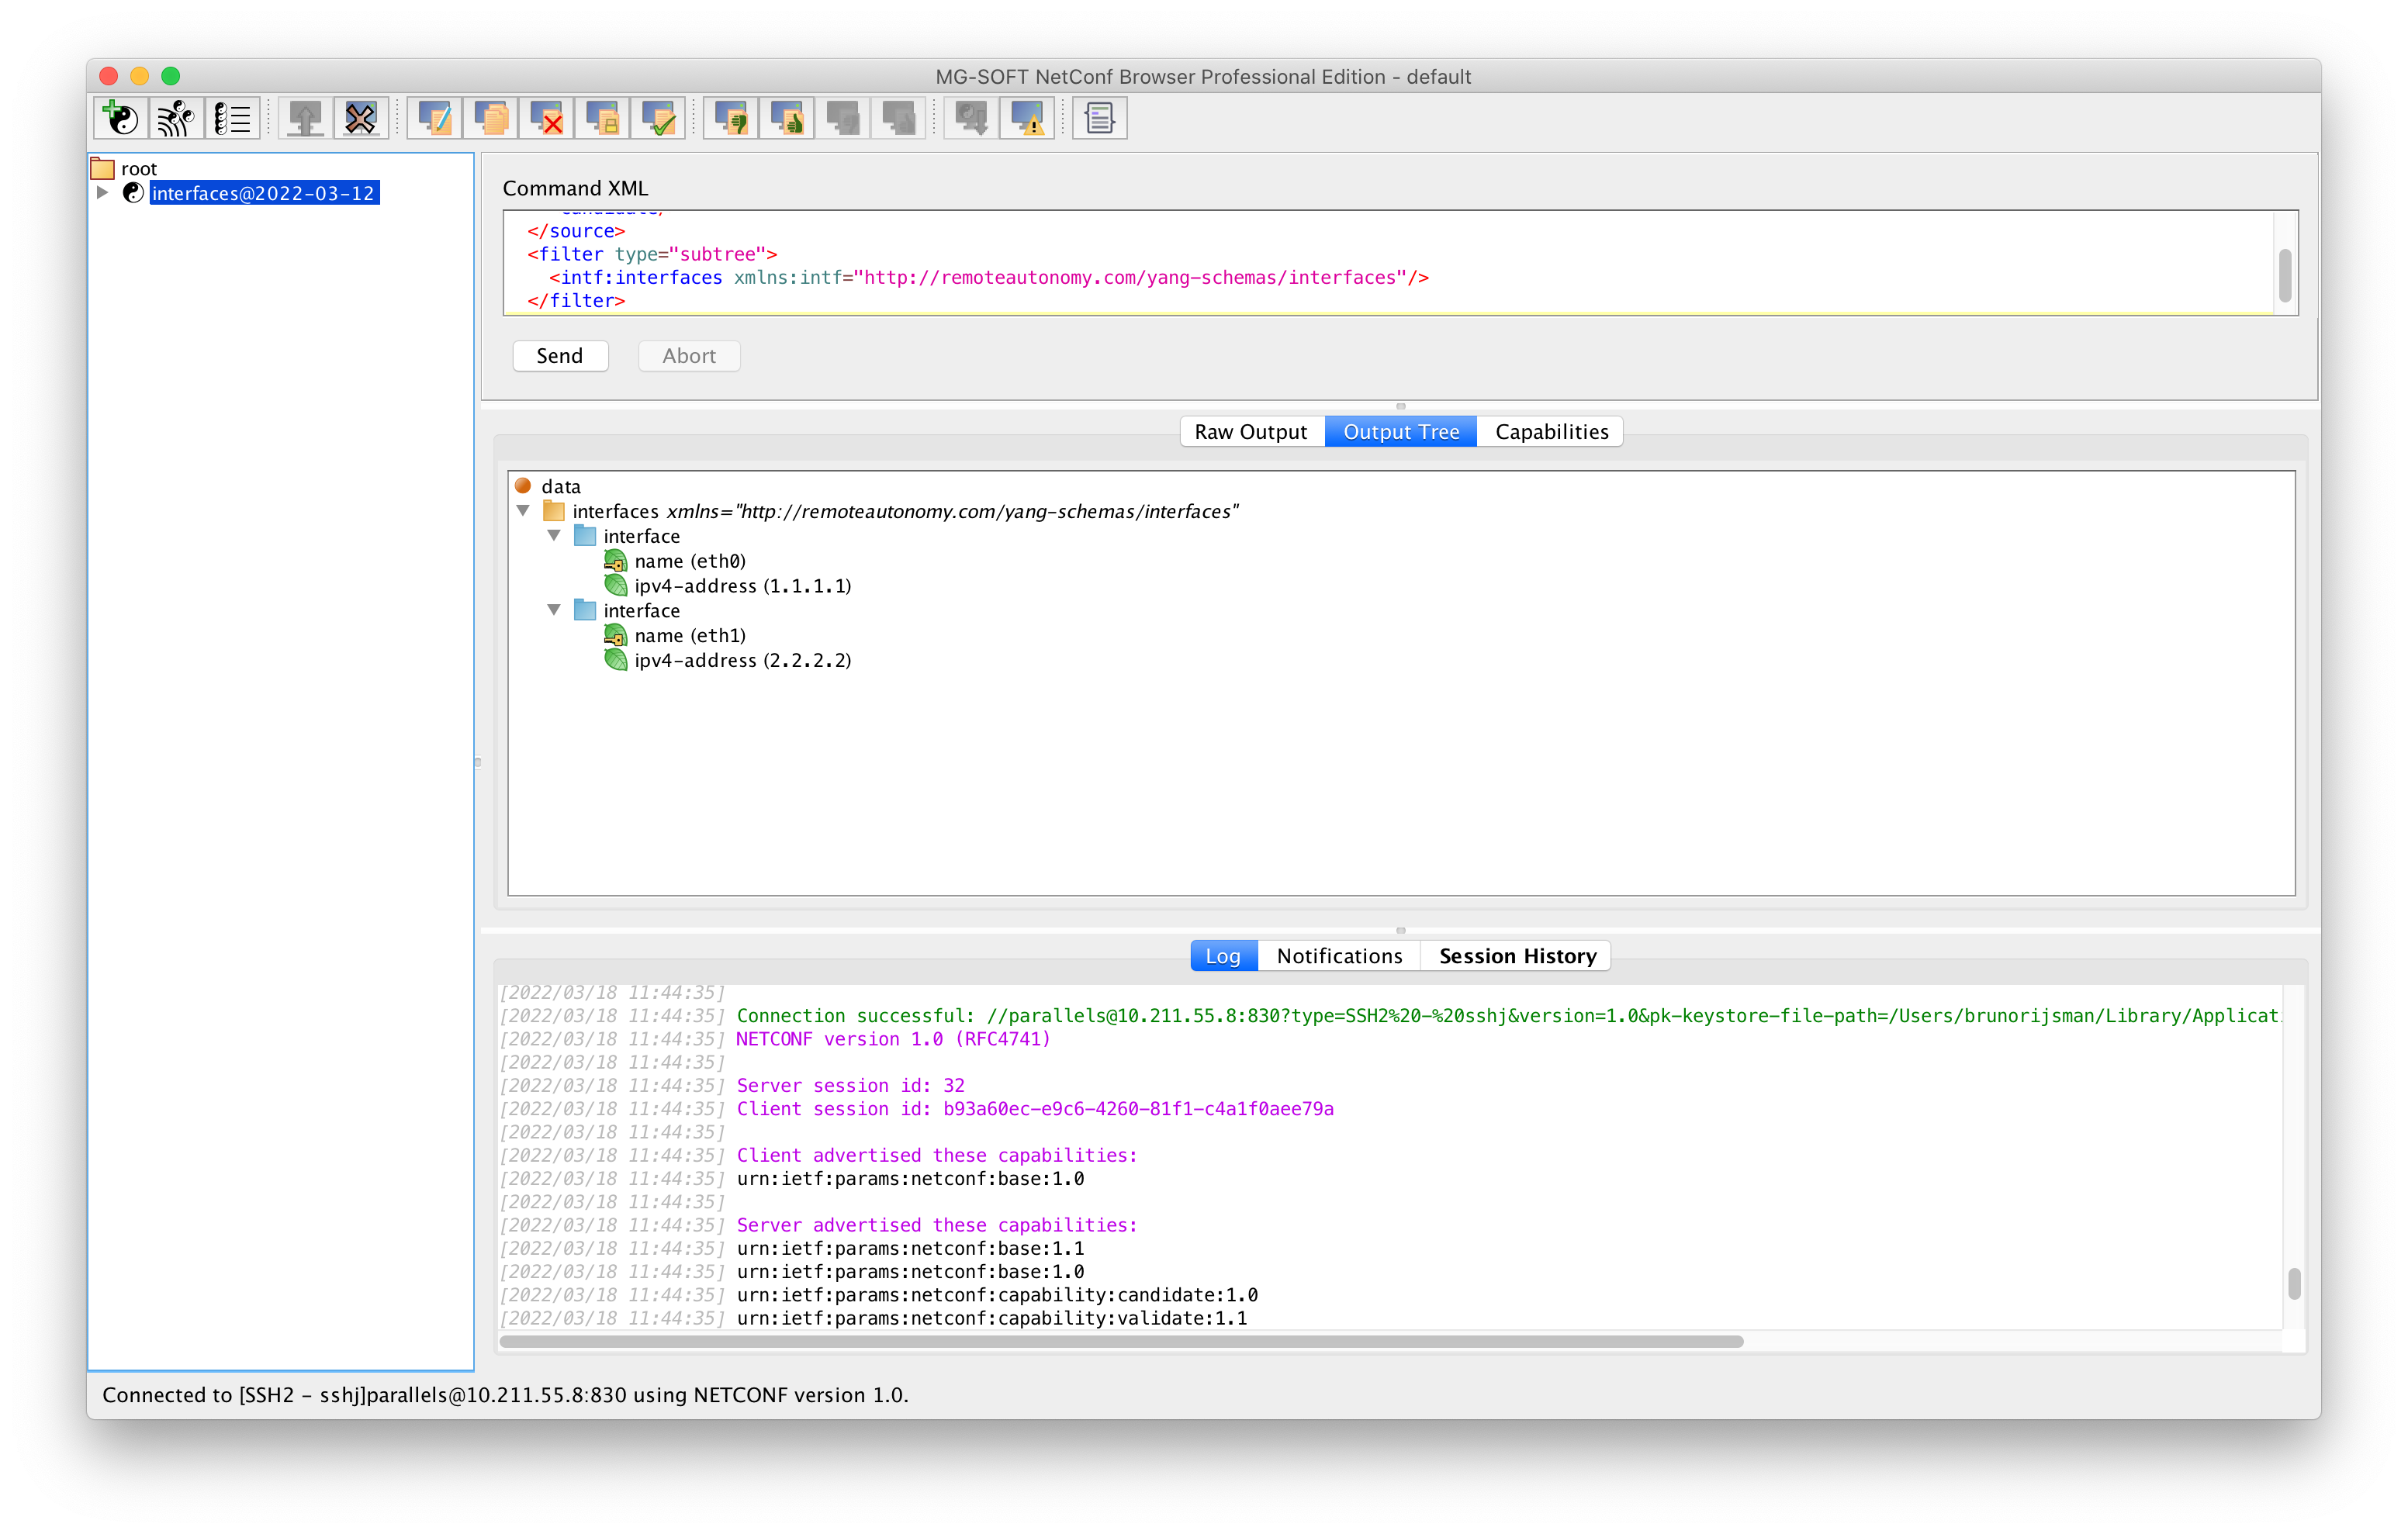 MG-SOFT NetConf Browser Professional Edition - default
root
interfaces@2022-03-12
Command XML
candidate/
</source>
<filter type="subtree">
<intf:interfaces xmlns:intf="http://remoteautonomy.com/yang-schemas/interfaces"/>
</filter>
Send
Abort
Raw Output
Output Tree
Capabilities
data
interfaces xmlns="http://remoteautonomy.com/yang-schemas/interfaces"
interface
name (eth0)
ipv4-address (1.1.1.1)
interface
name (eth1)
ipv4-address (2.2.2.2)
Log
Notifications
Session History
[2022/03/18 11:44:35]
[2022/03/18 11:44:35] Connection successful: //parallels@10.211.55.8:830?type=SSH2%20-%20sshj&version=1.0&pk-keystore-file-path=/Users/brunorijsman/Library/Applicat
[2022/03/18 11:44:35] NETCONF version 1.0 (RFC4741)
[2022/03/18 11:44:35]
[2022/03/18 11:44:35] Server session id: 32
[2022/03/18 11:44:35] Client session id: b93a60ec-e9c6-4260-81f1-c4a1f0aee79a
[2022/03/18 11:44:35]
[2022/03/18 11:44:35] Client advertised these capabilities:
[2022/03/18 11:44:35] urn:ietf:params:netconf:base:1.0
[2022/03/18 11:44:35]
[2022/03/18 11:44:35] Server advertised these capabilities:
[2022/03/18 11:44:35] urn:ietf:params:netconf:base:1.1
[2022/03/18 11:44:35] urn:ietf:params:netconf:base:1.0
[2022/03/18 11:44:35] urn:ietf:params:netconf:capability:candidate:1.0
[2022/03/18 11:44:35] urn:ietf:params:netconf:capability:validate:1.1
Connected to [SSH2 - sshj]parallels@10.211.55.8:830 using NETCONF version 1.0.